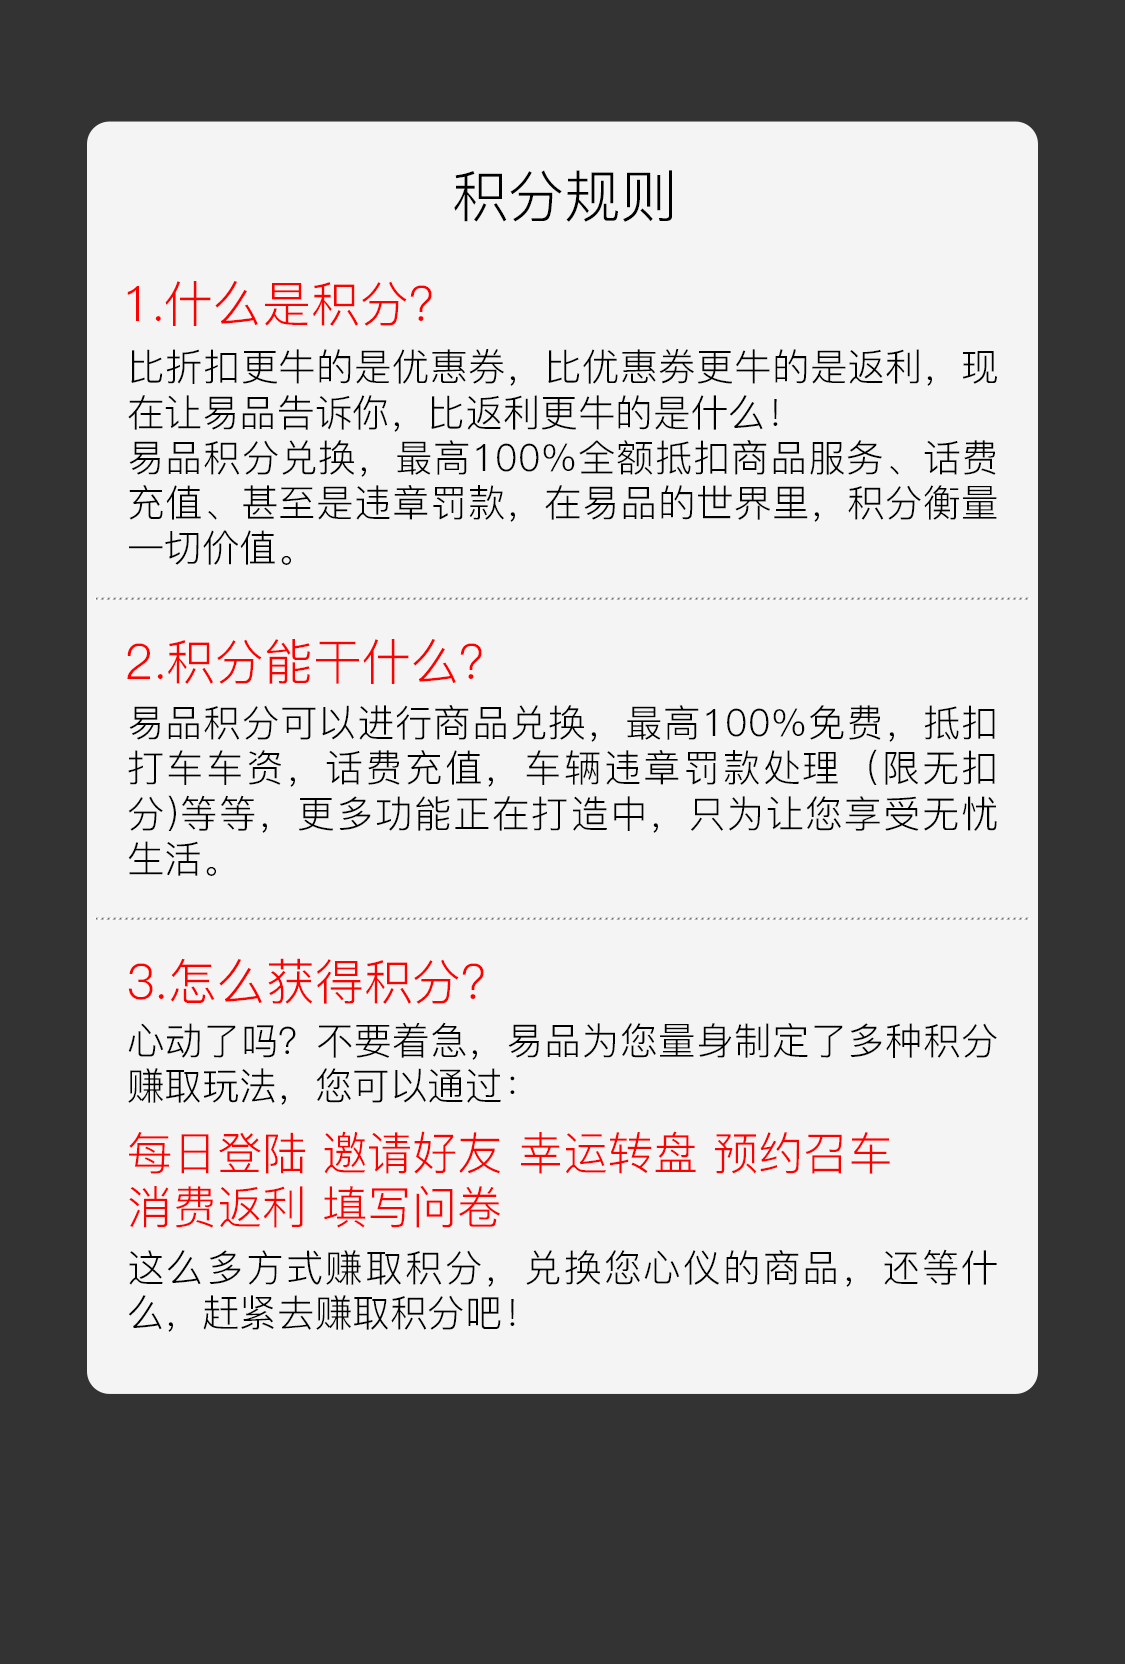 积分规则
1.什么是积分?
比折扣更牛的是优惠券，比优惠券更牛的是返利，现
在让易品告诉你，比返利更牛的是什么！
易品积分兑换，最高100%全额抵扣商品服务、话费
充值、甚至是违章罚款，在易品的世界里，积分衡量
一切价值。
2.积分能干什么?
易品积分可以进行商品兑换，最高100%免费，抵扣
打车车资，话费充值，车辆违章罚款处理（限无扣
分)等等，更多功能正在打造中，只为让您享受无忧
生活。
3.怎么获得积分?
心动了吗？不要着急，易品为您量身制定了多种积分
赚取玩法，您可以通过：
每日登陆 邀请好友 幸运转盘 预约召车
消费返利 填写问卷
这么多方式赚取积分，兑换您心仪的商品，还等什
么，赶紧去赚取积分吧！